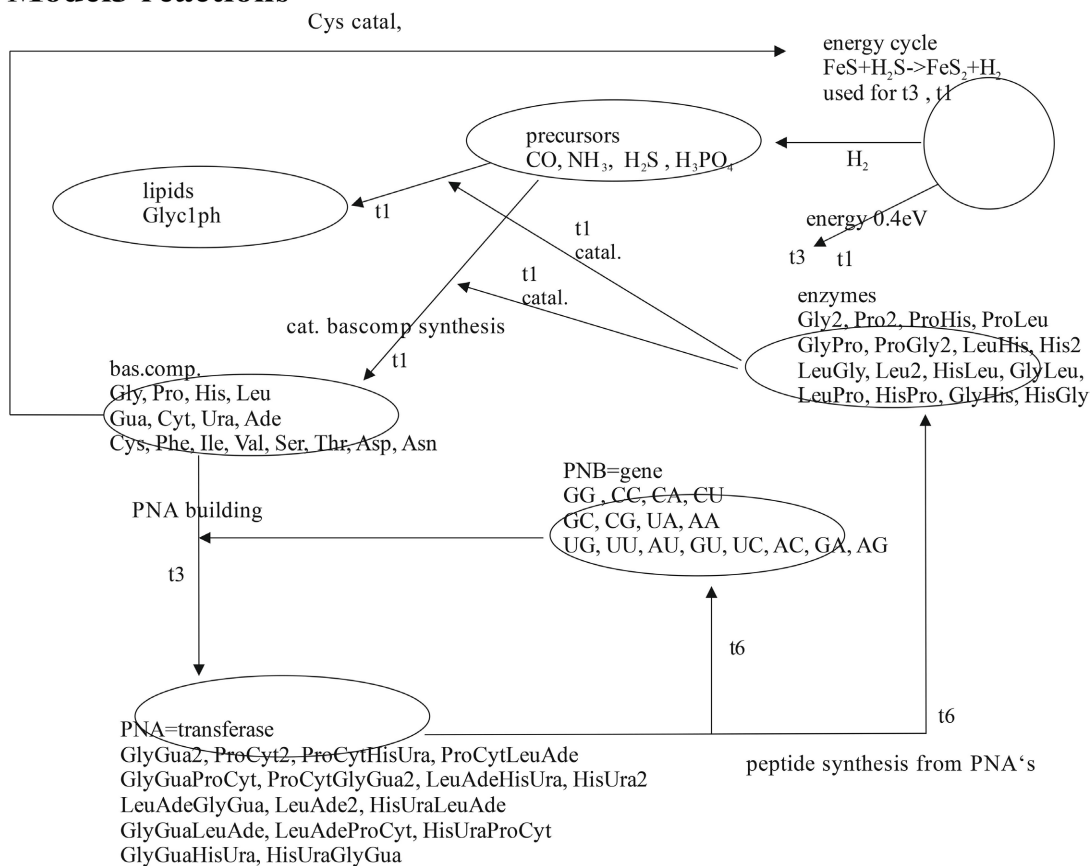 Cys catal,
energy cycle
FeS+H₂S->FeS₂+H₂
used for t3 , t1
precursors
CO, NH₃, H₂S , H₃PO₄
H₂
lipids
Glyc1ph
t1
energy 0.4eV
t3 t1
t1
catal.
t1
catal.
enzymes
Gly2, Pro2, ProHis, ProLeu
GlyPro, ProGly2, LeuHis, His2
LeuGly, Leu2, HisLeu, GlyLeu,
LeuPro, HisPro, GlyHis, HisGly
cat. bascomp synthesis
t1
bas.comp.
Gly, Pro, His, Leu
Gua, Cyt, Ura, Ade
Cys, Phe, Ile, Val, Ser, Thr, Asp, Asn
PNB=gene
GG , CC, CA, CU
GC, CG, UA, AA
UG, UU, AU, GU, UC, AC, GA, AG
PNA building
t3
t6
t6
peptide synthesis from PNA‘s
PNA=transferase
GlyGua2, ProCyt2, ProCytHisUra, ProCytLeuAde
GlyGuaProCyt, ProCytGlyGua2, LeuAdeHisUra, HisUra2
LeuAdeGlyGua, LeuAde2, HisUraLeuAde
GlyGuaLeuAde, LeuAdeProCyt, HisUraProCyt
GlyGuaHisUra, HisUraGlyGua